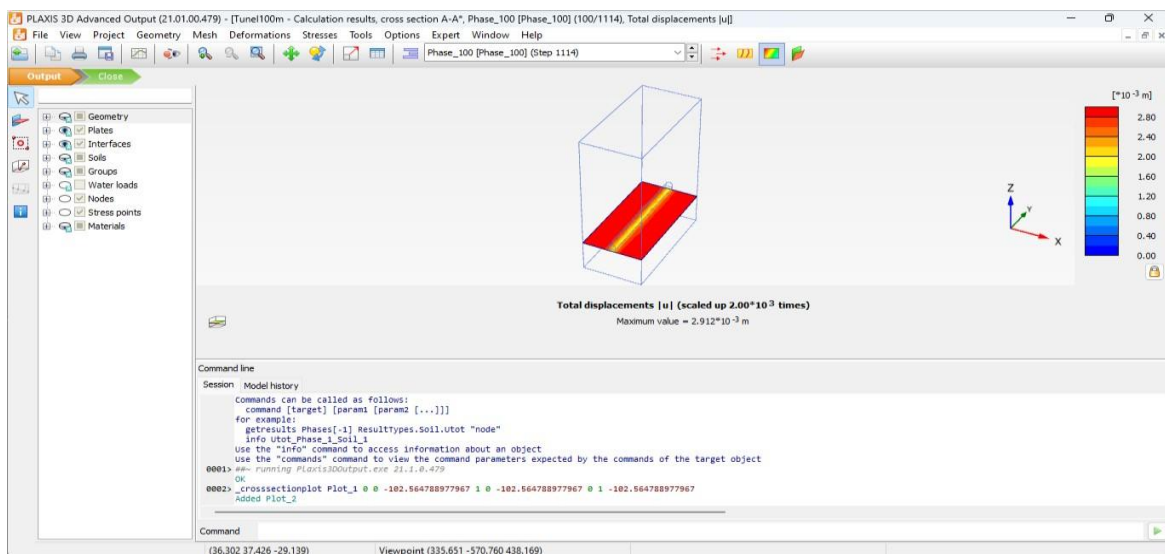 PLAXIS 3D Advanced Output (21.01.00.479) - [Tunel100m - Calculation results, cross section A-A*, Phase_100 [Phase_100] (100/1114), Total displacements |u|]
File View Project Geometry Mesh Deformations Stresses Tools Options Expert Window Help
Phase_100 [Phase_100] (Step 1114)
Output Close
Geometry
Plates
Interfaces
Soils
Groups
Water loads
Nodes
Stress points
Materials
Z
Y
X
[*10 -3 m]
2.80
2.40
2.00
1.60
1.20
0.80
0.40
0.00
Total displacements |u| (scaled up 2.00*10 3 times)
Maximum value = 2.912*10 -3 m
Command line
Session Model history
Commands can be called as follows:
command [target] [param1 [param2 [...]]]
for example:
getresults Phases[-1] ResultTypes.Soil.Utot "node"
info Utot_Phase_1_Soil_1
Use the "info" command to access information about an object
Use the "commands" command to view the command parameters expected by the commands of the target object
0001> ##~ running Plaxis3DOutput.exe 21.1.0.479
OK
0002> _crosssectionplot Plot_1 0 0 -102.564788977967 1 0 -102.564788977967 0 1 -102.564788977967
Added Plot_2
Command
(36.302 37.426 -29.139) Viewpoint (335.651 -570.760 438.169)